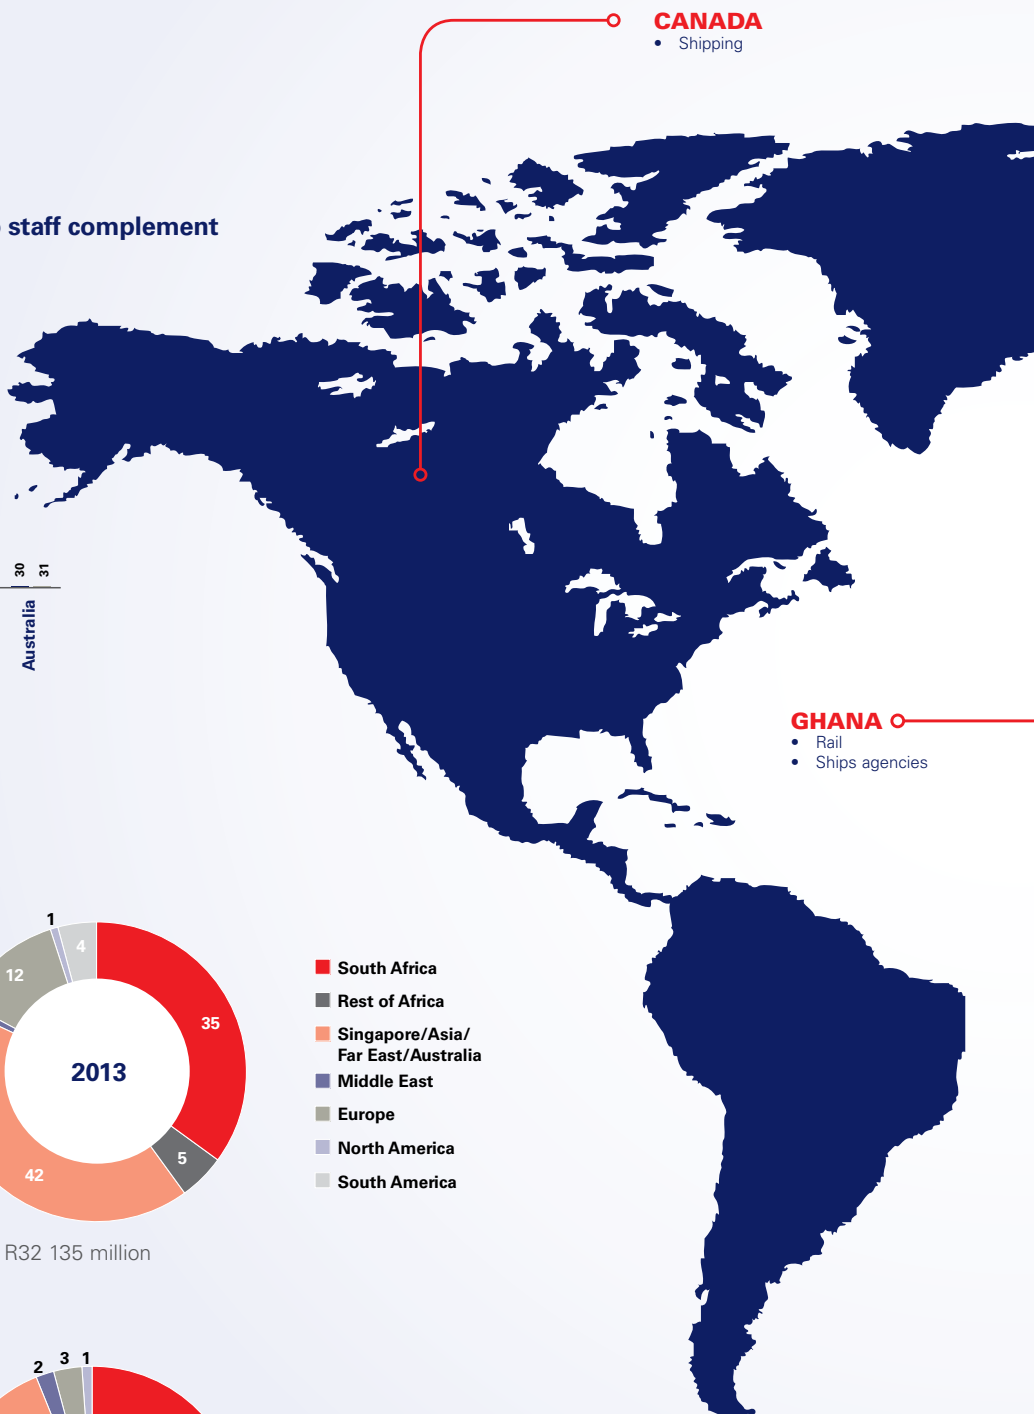 CANADA
• Shipping
staff complement
30
31
Australia
GHANA
• Rail
• Ships agencies
1
4
12
35
2013
5
42
R32 135 million
South Africa
Rest of Africa
Singapore/Asia/
Far East/Australia
Middle East
Europe
North America
South America
2
3
1